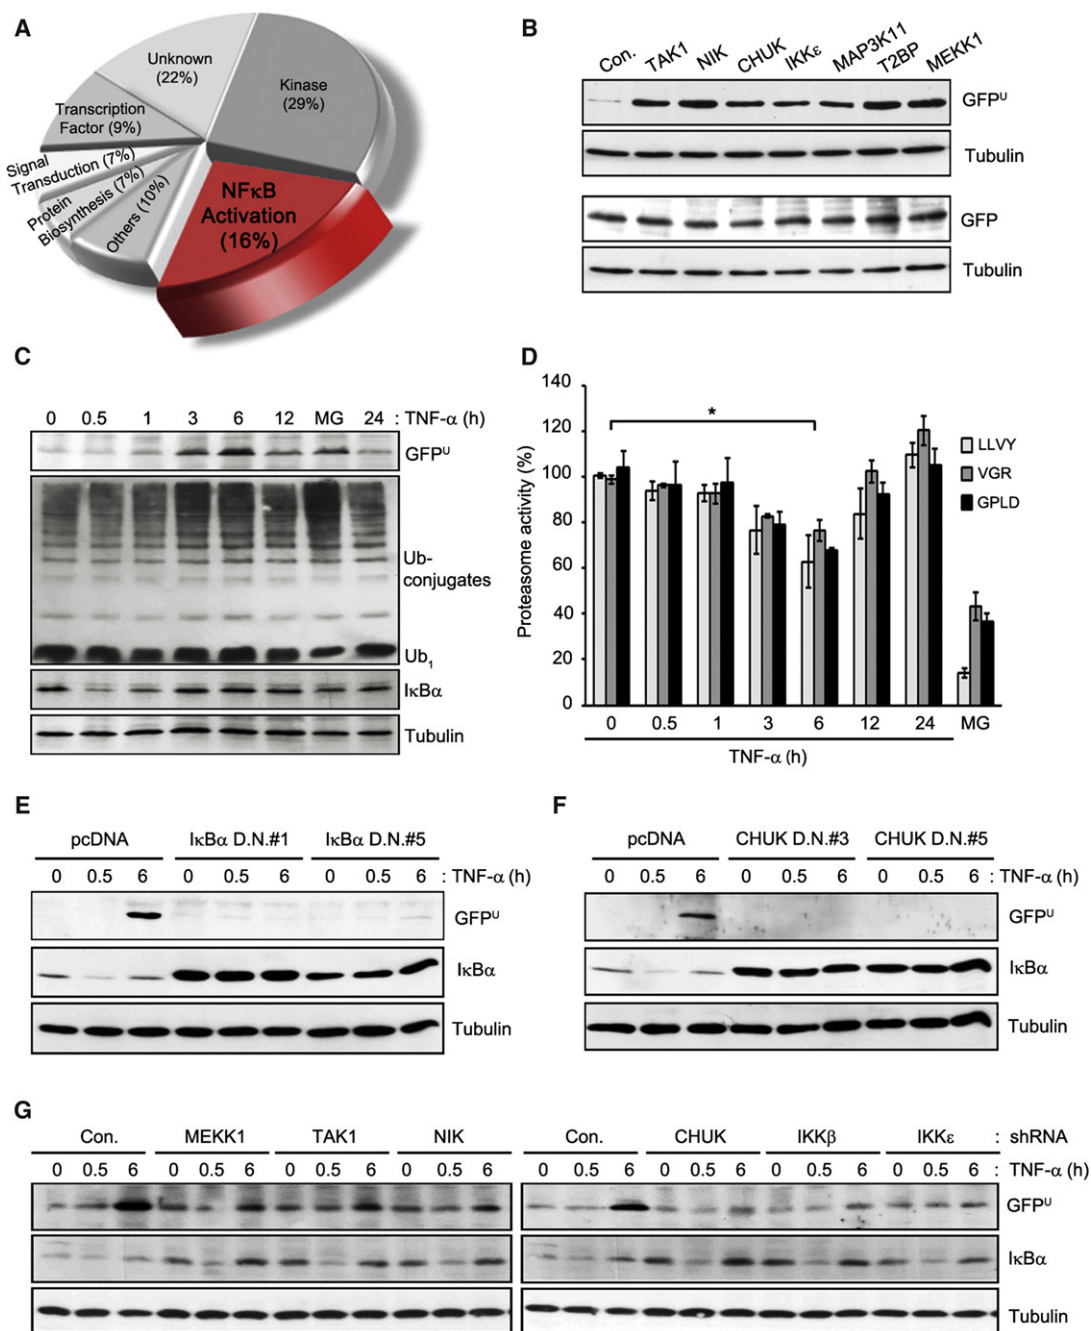 A
Unknown
(22%)
Kinase
(29%)
Transcription
Factor (9%)
Signal
Transduction (7%)
Protein
Biosynthesis (7%)
Others (10%)
NFκB
Activation
(16%)
B
Con. TAK1 NIK CHUK IKKε MAP3K11 T2BP MEKK1
GFPᵁ
Tubulin
GFP
Tubulin
C
0 0.5 1 3 6 12 MG 24 : TNF-α (h)
GFPᵁ
Ub-
conjugates
Ub₁
IκBα
Tubulin
D
Proteasome activity (%)
140
120
100
80
60
40
20
0
*
LLVY
VGR
GPLD
0 0.5 1 3 6 12 24 MG
TNF-α (h)
E
pcDNA IκBα D.N.#1 IκBα D.N.#5
0 0.5 6 0 0.5 6 0 0.5 6 : TNF-α (h)
GFPᵁ
IκBα
Tubulin
F
pcDNA CHUK D.N.#3 CHUK D.N.#5
0 0.5 6 0 0.5 6 0 0.5 6 : TNF-α (h)
GFPᵁ
IκBα
Tubulin
G
Con. MEKK1 TAK1 NIK Con. CHUK IKKβ IKKε : shRNA
0 0.5 6 0 0.5 6 0 0.5 6 0 0.5 6 0 0.5 6 0 0.5 6 0 0.5 6 0 0.5 6 : TNF-α (h)
GFPᵁ
IκBα
Tubulin